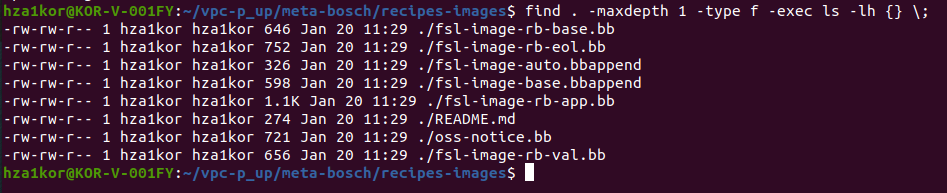 hza1kor@KOR-V-001FY:~/vpc-p_up/meta-bosch/recipes-images$ find . -maxdepth 1 -type f -exec ls -lh {} \;
-rw-rw-r-- 1 hza1kor hza1kor 646 Jan 20 11:29 ./fsl-image-rb-base.bb
-rw-rw-r-- 1 hza1kor hza1kor 752 Jan 20 11:29 ./fsl-image-rb-eol.bb
-rw-rw-r-- 1 hza1kor hza1kor 326 Jan 20 11:29 ./fsl-image-auto.bbappend
-rw-rw-r-- 1 hza1kor hza1kor 598 Jan 20 11:29 ./fsl-image-base.bbappend
-rw-rw-r-- 1 hza1kor hza1kor 1.1K Jan 20 11:29 ./fsl-image-rb-app.bb
-rw-rw-r-- 1 hza1kor hza1kor 274 Jan 20 11:29 ./README.md
-rw-rw-r-- 1 hza1kor hza1kor 721 Jan 20 11:29 ./oss-notice.bb
-rw-rw-r-- 1 hza1kor hza1kor 656 Jan 20 11:29 ./fsl-image-rb-val.bb
hza1kor@KOR-V-001FY:~/vpc-p_up/meta-bosch/recipes-images$